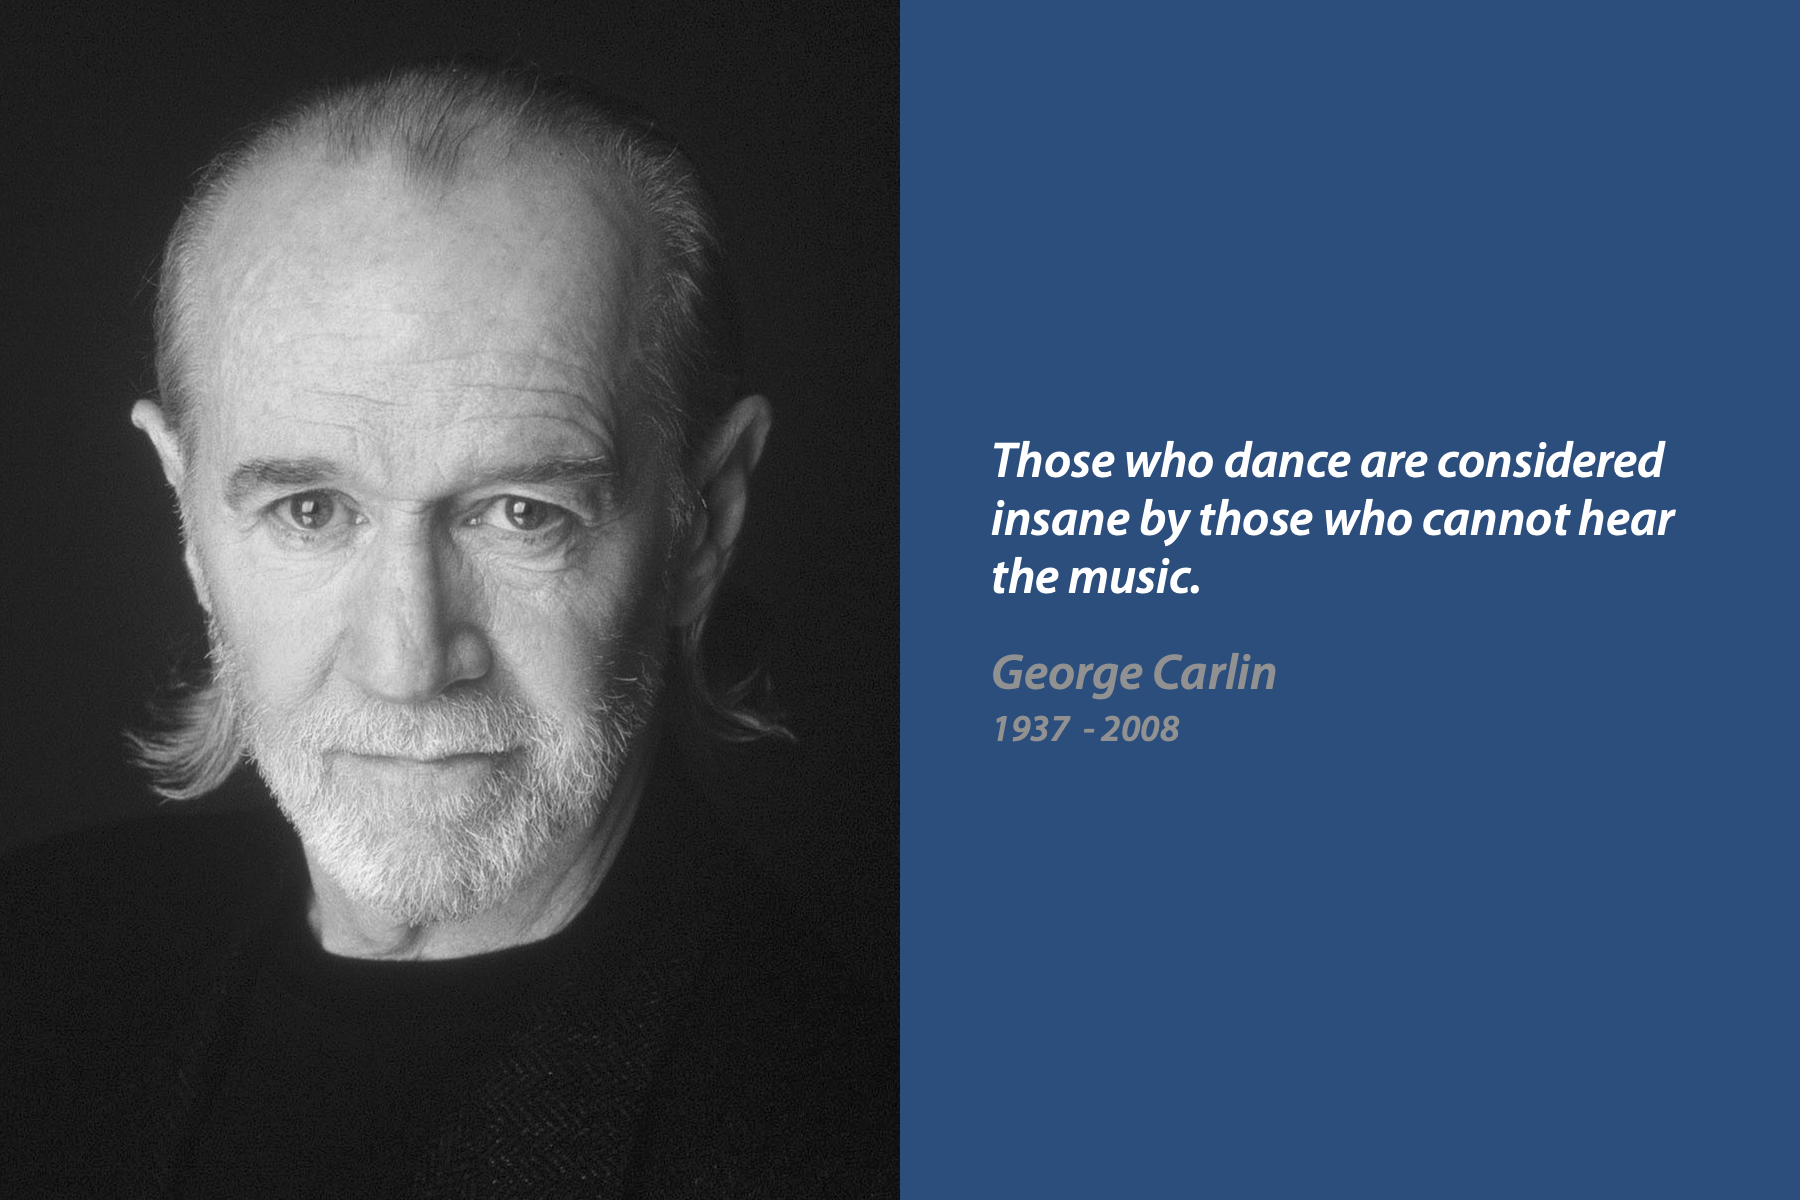 Those who dance are considered
insane by those who cannot hear
the music.
George Carlin
1937 - 2008